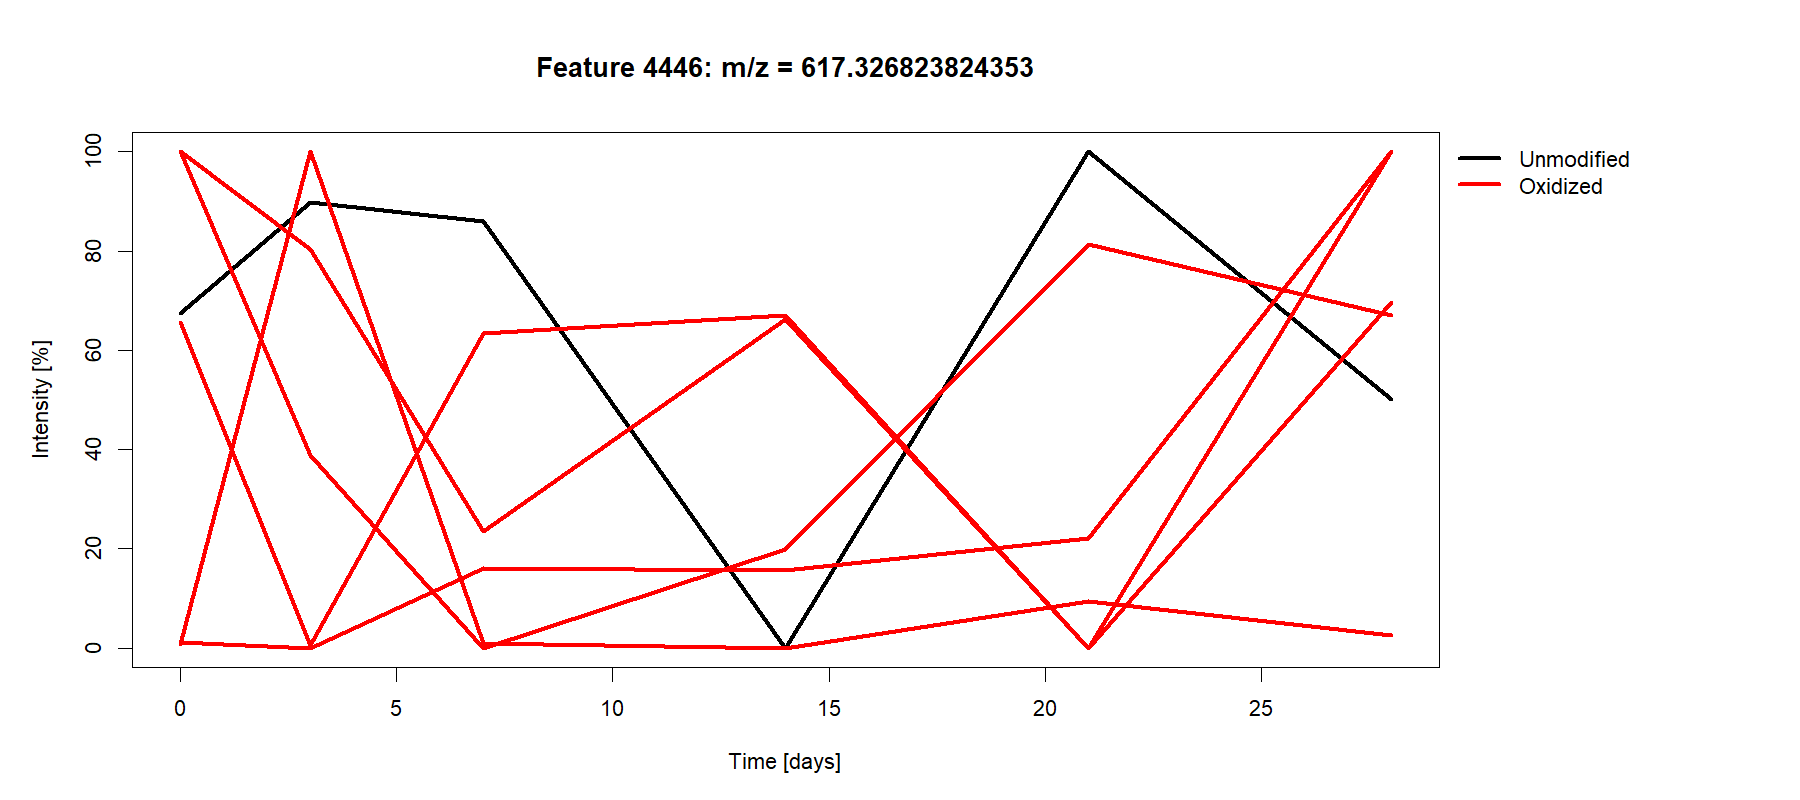 Feature 4446: m/z = 617.326823824353
Unmodified
Oxidized
Intensity [%]
100
80
60
40
20
0
0 5 10 15 20 25
Time [days]